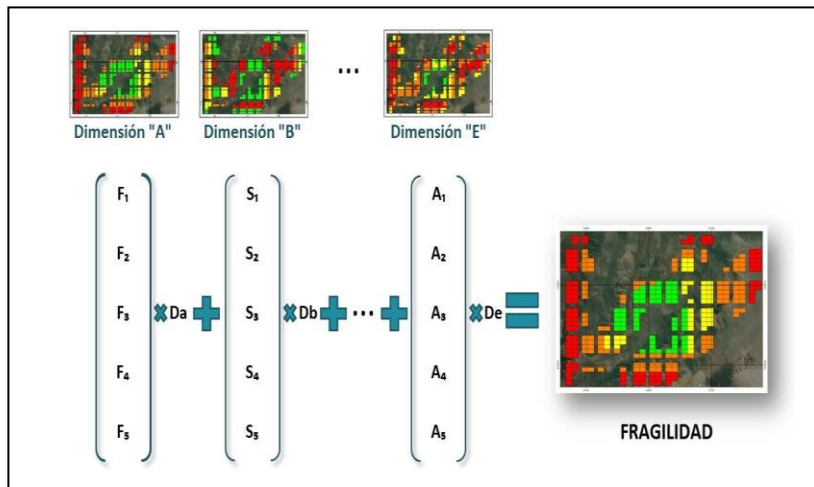 ...
Dimensión "A" Dimensión "B" Dimensión "E"
F₁ S₁ A₁
F₂ S₂ A₂
F₃ × Da + S₃ × Db + ... + A₃ × De =
F₄ S₄ A₄
F₅ S₅ A₅
FRAGILIDAD